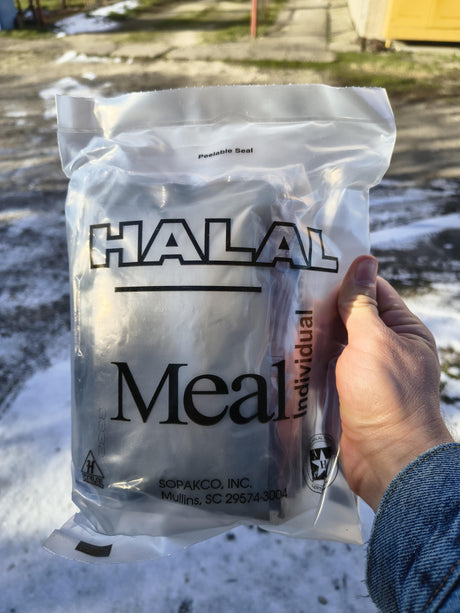 Peelable Seal
HALAL
Meal
Individual
SOPAKCO, INC.
Mullins, SC 29574-3004
H